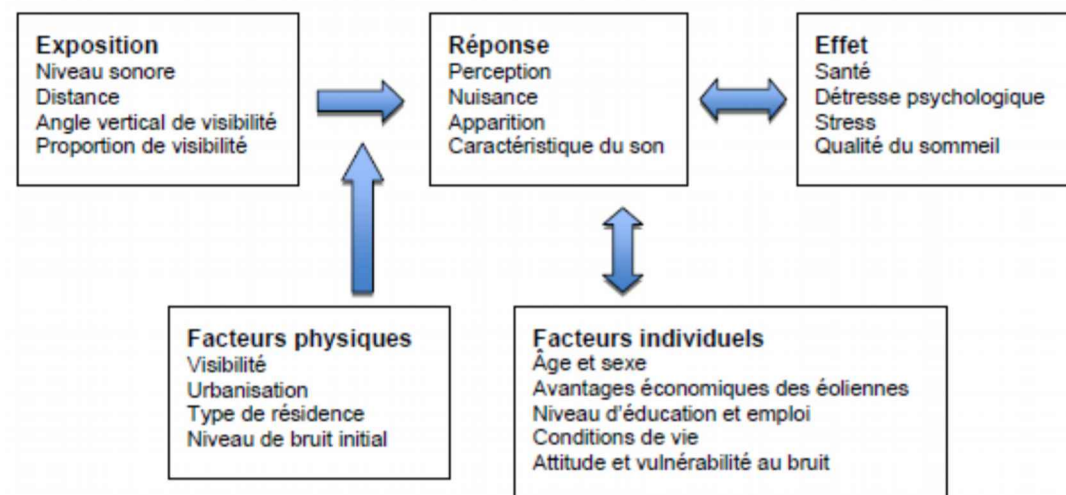 Exposition
Niveau sonore
Distance
Angle vertical de visibilité
Proportion de visibilité
Réponse
Perception
Nuisance
Apparition
Caractéristique du son
Effet
Santé
Détresse psychologique
Stress
Qualité du sommeil
Facteurs physiques
Visibilité
Urbanisation
Type de résidence
Niveau de bruit initial
Facteurs individuels
Âge et sexe
Avantages économiques des éoliennes
Niveau d'éducation et emploi
Conditions de vie
Attitude et vulnérabilité au bruit